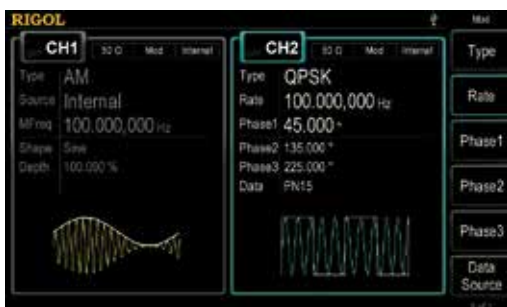 RIGOL
Mod
CH1 50 Ω Mod Internal
Type AM
Source Internal
MFreq 100.000,000 Hz
Shape Sine
Depth 100.000 %
CH2 50 Ω Mod Internal
Type QPSK
Rate 100.000,000 Hz
Phase1 45.000 °
Phase2 135.000 °
Phase3 225.000 °
Data PN15
Type
Rate
Phase1
Phase2
Phase3
Data
Source